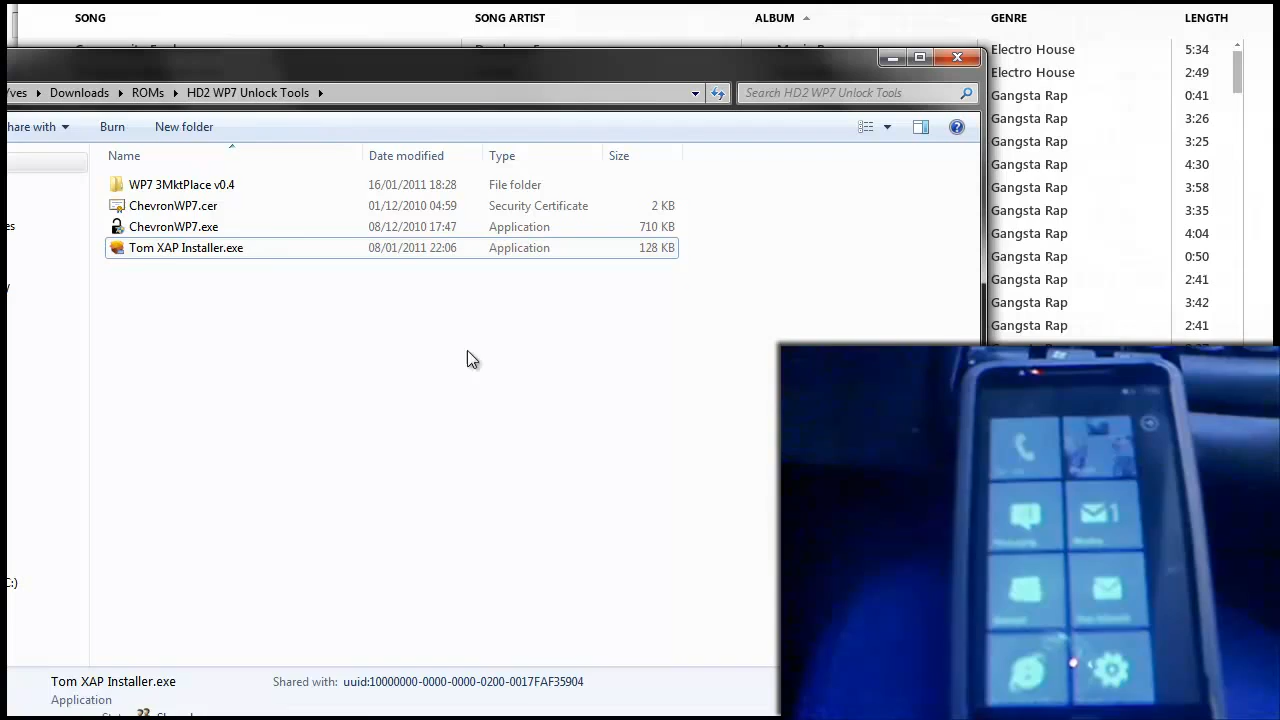 SONG SONG ARTIST ALBUM GENRE LENGTH
Electro House 5:34
Electro House 2:49
Gangsta Rap 0:41
Gangsta Rap 3:26
Gangsta Rap 3:25
Gangsta Rap 4:30
Gangsta Rap 3:58
Gangsta Rap 3:35
Gangsta Rap 4:04
Gangsta Rap 0:50
Gangsta Rap 2:41
Gangsta Rap 3:42
Gangsta Rap 2:41
Downloads ROMs HD2 WP7 Unlock Tools
Search HD2 WP7 Unlock Tools
hare with Burn New folder
Name Date modified Type Size
WP7 3MktPlace v0.4 16/01/2011 18:28 File folder
ChevronWP7.cer 01/12/2010 04:59 Security Certificate 2 KB
ChevronWP7.exe 08/12/2010 17:47 Application 710 KB
Tom XAP Installer.exe 08/01/2011 22:06 Application 128 KB
C:)
Tom XAP Installer.exe Shared with: uuid:10000000-0000-0000-0200-0017FAF35904
Application
1